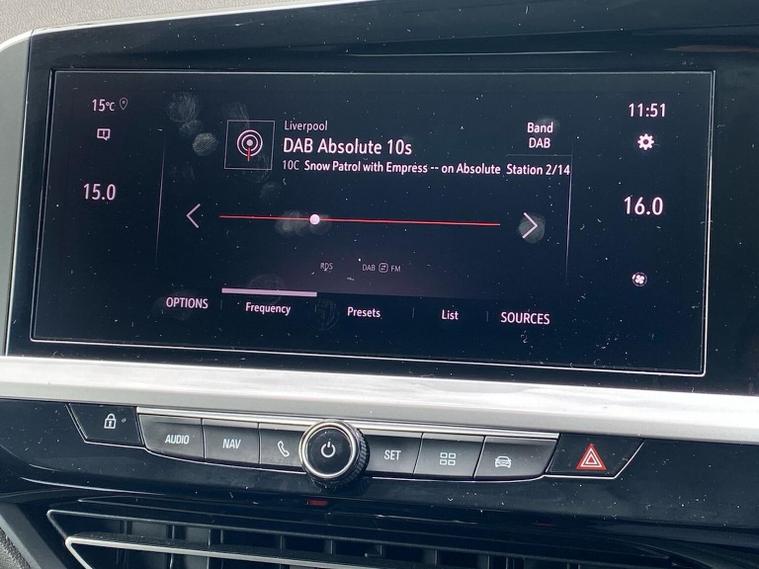 15°C
11:51
Liverpool
Band
DAB
DAB Absolute 10s
10C Snow Patrol with Empress -- on Absolute Station 2/14
15.0
16.0
RDS DAB FM
OPTIONS Frequency Presets List SOURCES
AUDIO NAV SET